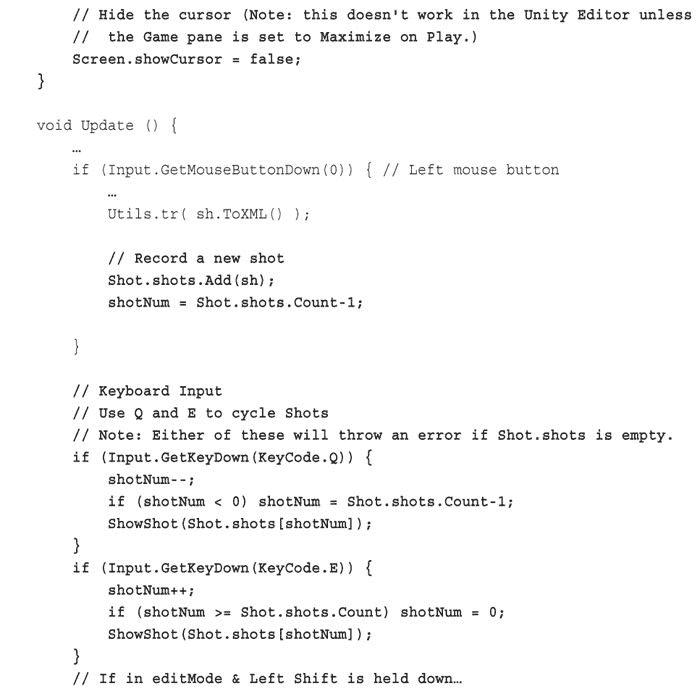 // Hide the cursor (Note: this doesn't work in the Unity Editor unless
//  the Game pane is set to Maximize on Play.)
Screen.showCursor = false;
}
void Update () {
…
if (Input.GetMouseButtonDown(0)) { // Left mouse button
…
Utils.tr( sh.ToXML() );
// Record a new shot
Shot.shots.Add(sh);
shotNum = Shot.shots.Count-1;
}
// Keyboard Input
// Use Q and E to cycle Shots
// Note: Either of these will throw an error if Shot.shots is empty.
if (Input.GetKeyDown(KeyCode.Q)) {
shotNum--;
if (shotNum < 0) shotNum = Shot.shots.Count-1;
ShowShot(Shot.shots[shotNum]);
}
if (Input.GetKeyDown(KeyCode.E)) {
shotNum++;
if (shotNum >= Shot.shots.Count) shotNum = 0;
ShowShot(Shot.shots[shotNum]);
}
// If in editMode & Left Shift is held down…